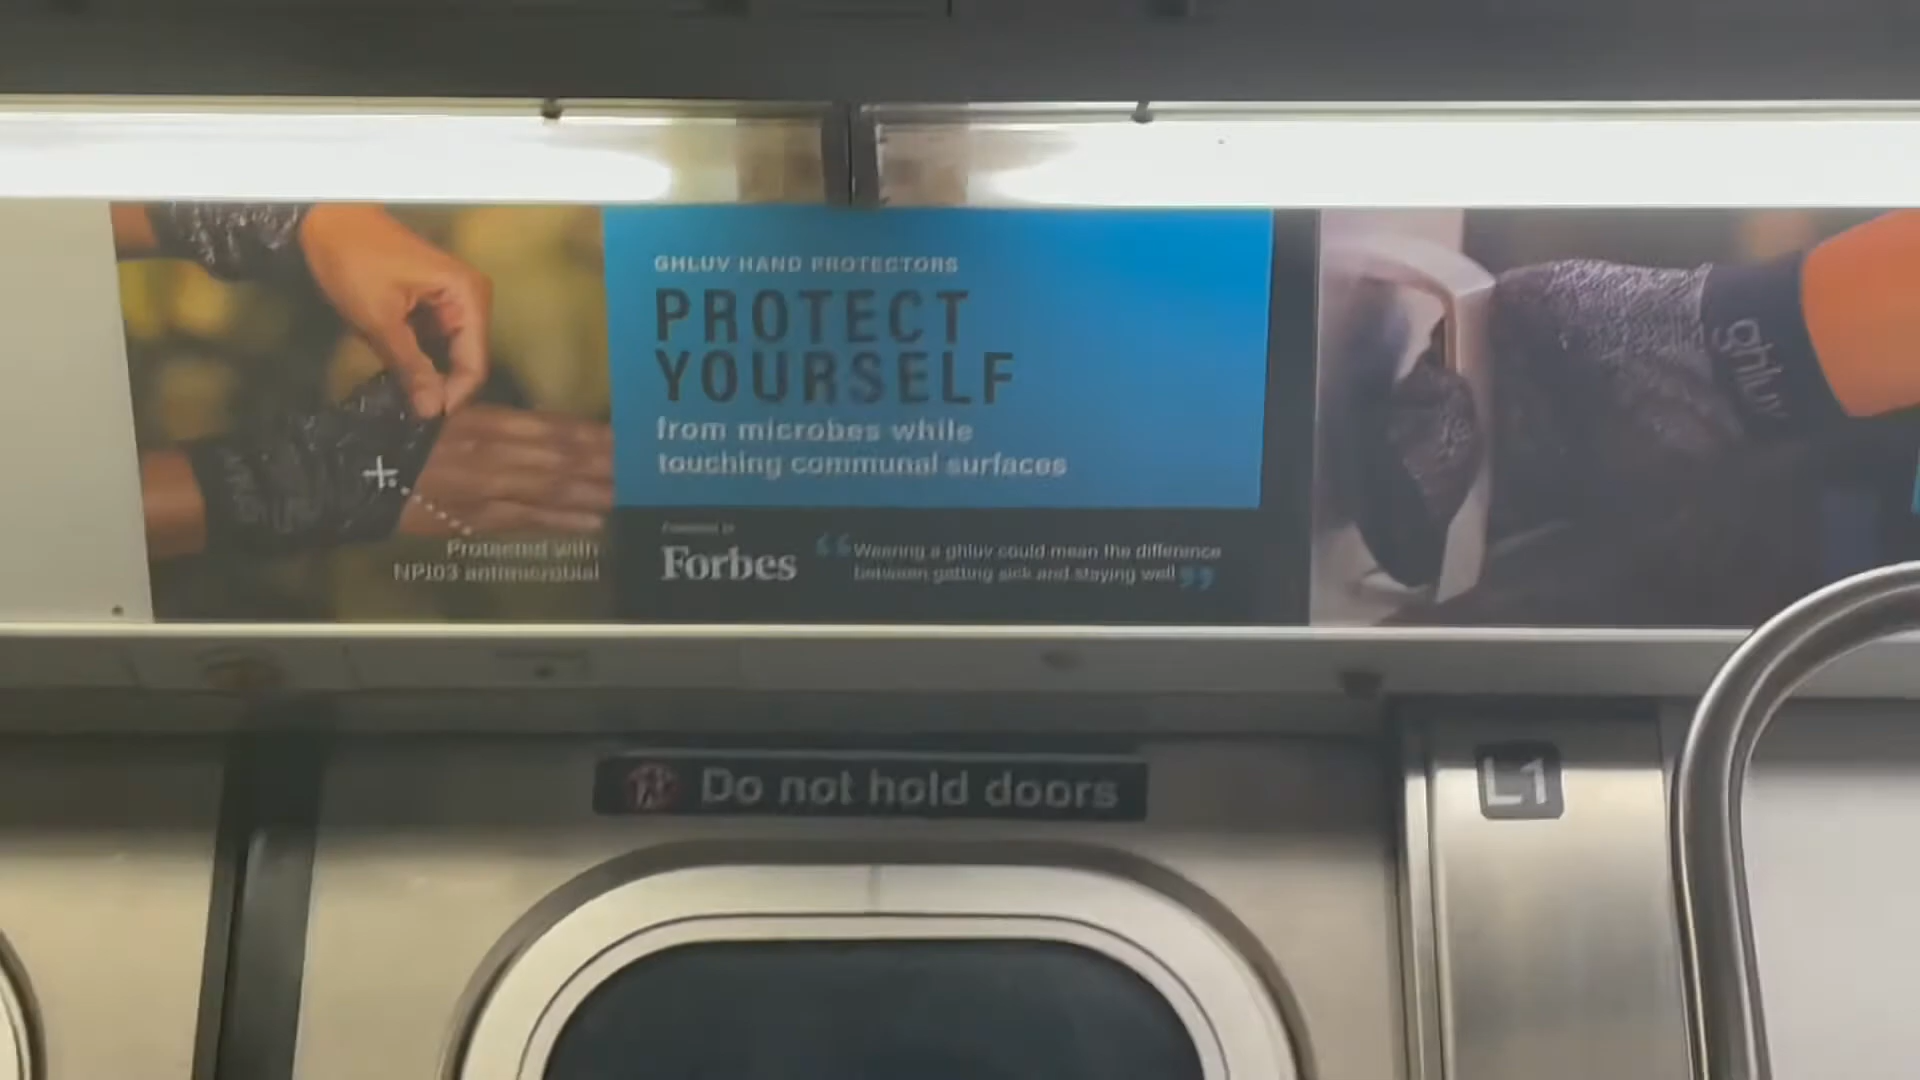 GHLUV HAND PROTECTORS
PROTECT
YOURSELF
from microbes while
touching communal surfaces
Protected with
NP103 antimicrobial
Forbes
“Wearing a ghluv could mean the difference
between getting sick and staying well”
ghluv
Do not hold doors
L1